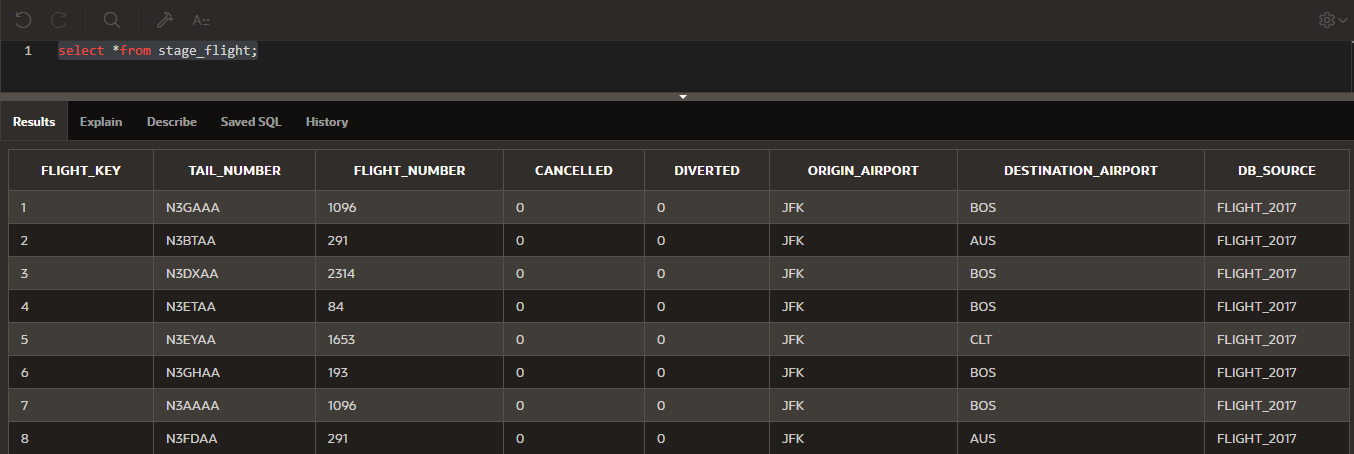 A::
1 select *from stage_flight;
Results Explain Describe Saved SQL History
FLIGHT_KEY TAIL_NUMBER FLIGHT_NUMBER CANCELLED DIVERTED ORIGIN_AIRPORT DESTINATION_AIRPORT DB_SOURCE
1 N3GAAA 1096 0 0 JFK BOS FLIGHT_2017
2 N3BTAA 291 0 0 JFK AUS FLIGHT_2017
3 N3DXAA 2314 0 0 JFK BOS FLIGHT_2017
4 N3ETAA 84 0 0 JFK BOS FLIGHT_2017
5 N3EYAA 1653 0 0 JFK CLT FLIGHT_2017
6 N3GHAA 193 0 0 JFK BOS FLIGHT_2017
7 N3AAAA 1096 0 0 JFK BOS FLIGHT_2017
8 N3FDAA 291 0 0 JFK AUS FLIGHT_2017